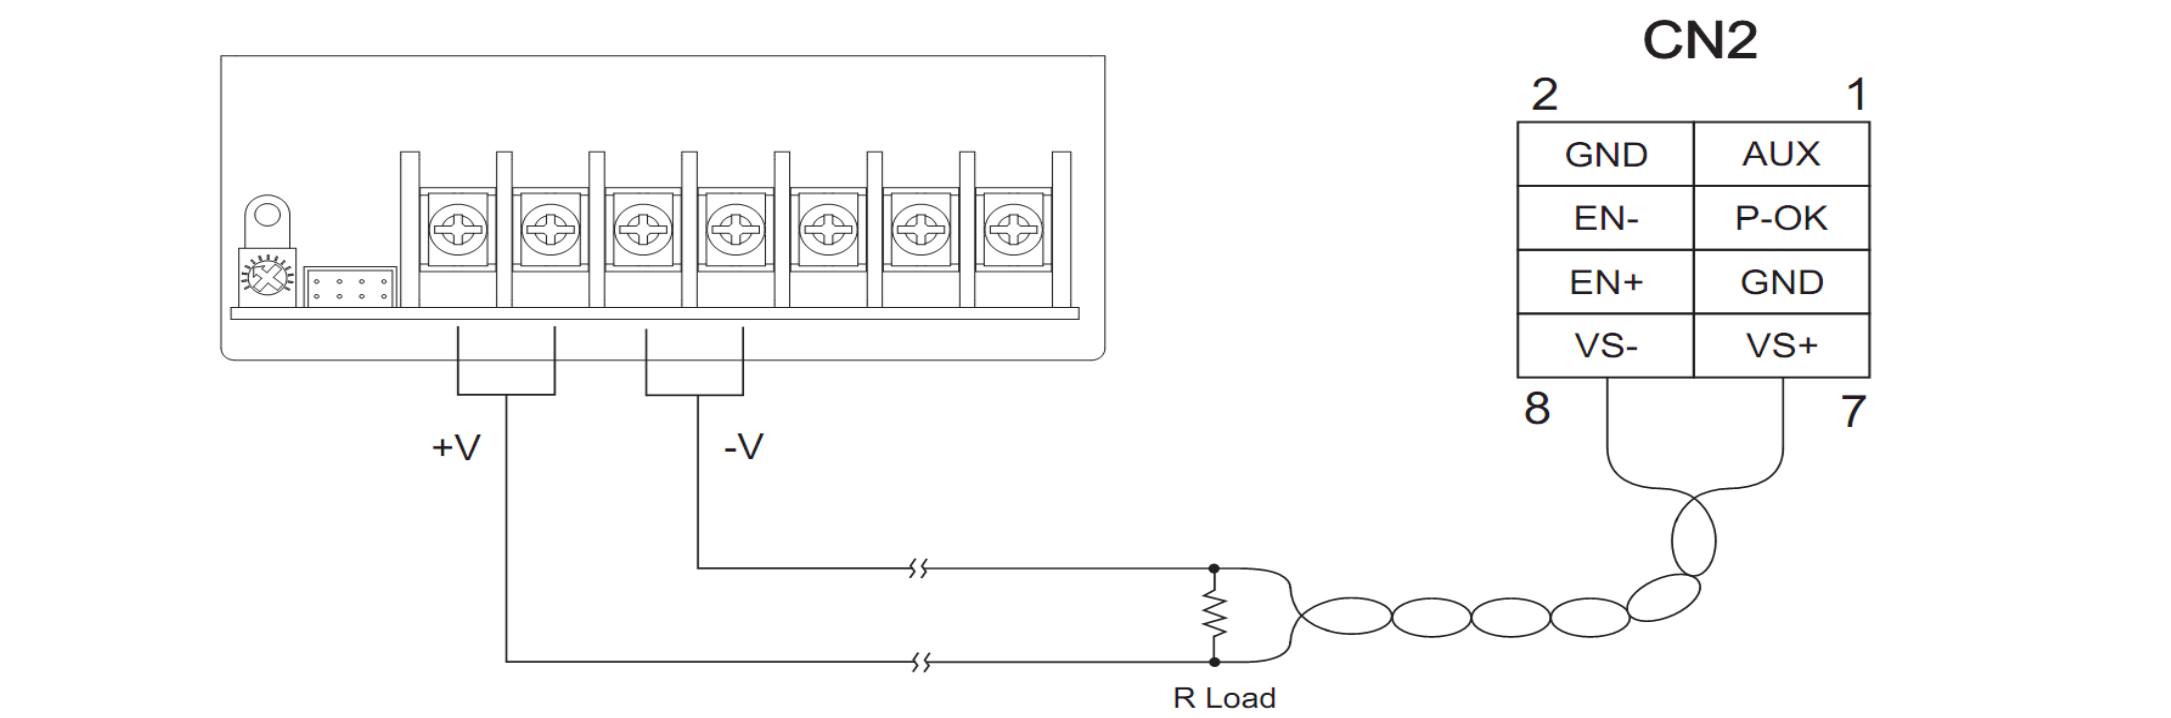 CN2
2 1
GND AUX
EN- P-OK
EN+ GND
VS- VS+
8 7
+V -V
R Load